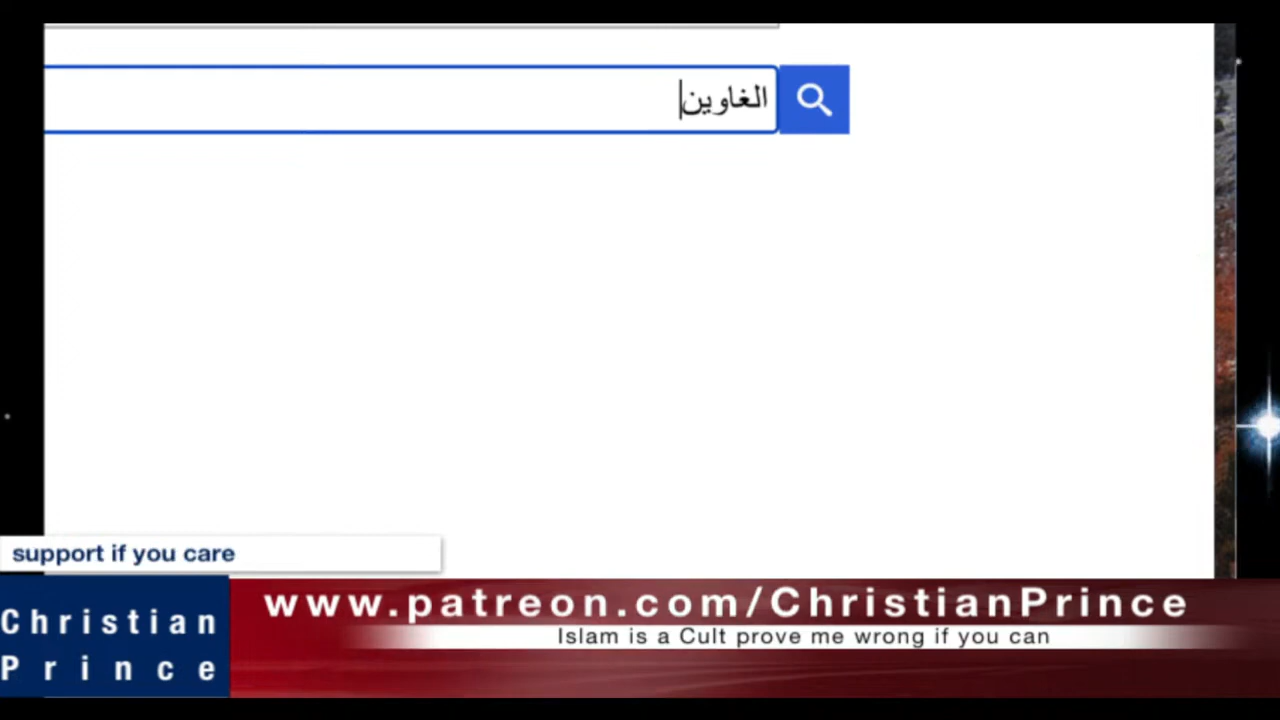 الغاوين
support if you care
Christian
Prince
www.patreon.com/ChristianPrince
Islam is a Cult prove me wrong if you can